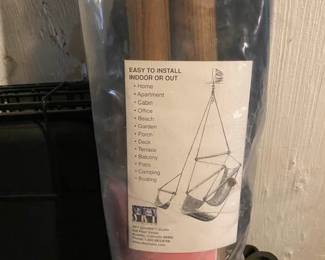 EASY TO INSTALL
INDOOR OR OUT
• Home
• Apartment
• Cabin
• Office
• Beach
• Garden
• Porch
• Deck
• Terrace
• Balcony
• Patio
• Camping
• Boating